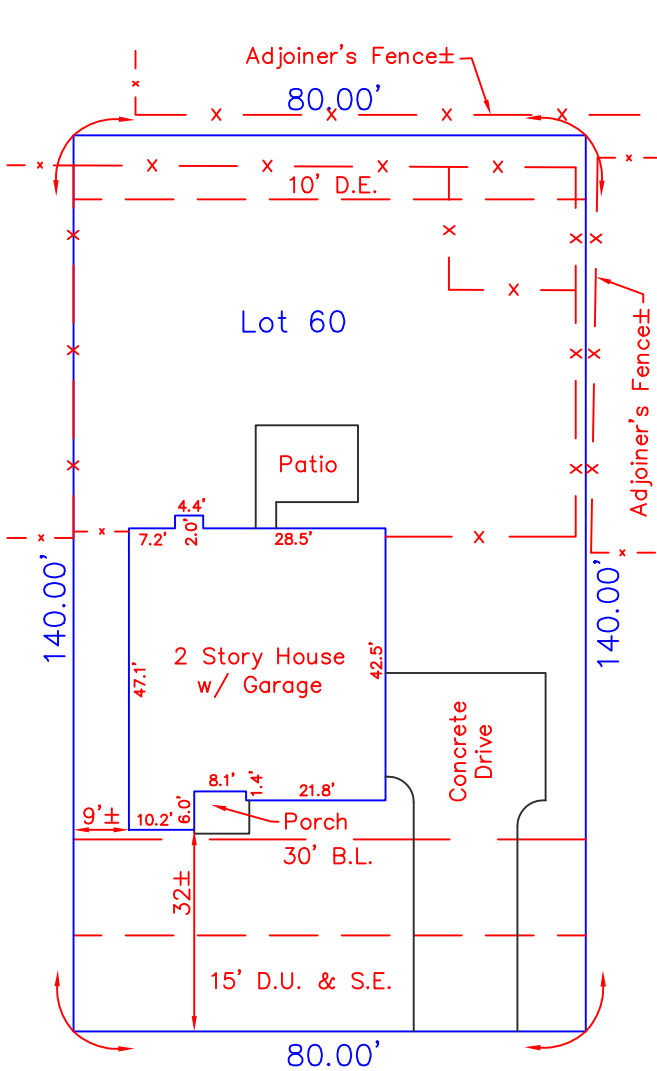 Adjoiner's Fence±
80.00'
10' D.E.
Lot 60
Adjoiner's Fence±
Patio
4.4'
7.2'
2.0'
28.5'
140.00'
140.00'
2 Story House
w/ Garage
47.1'
42.5'
Concrete
Drive
8.1'
1.4'
21.8'
9'±
10.2'
6.0'
Porch
30' B.L.
32±
15' D.U. & S.E.
80.00'